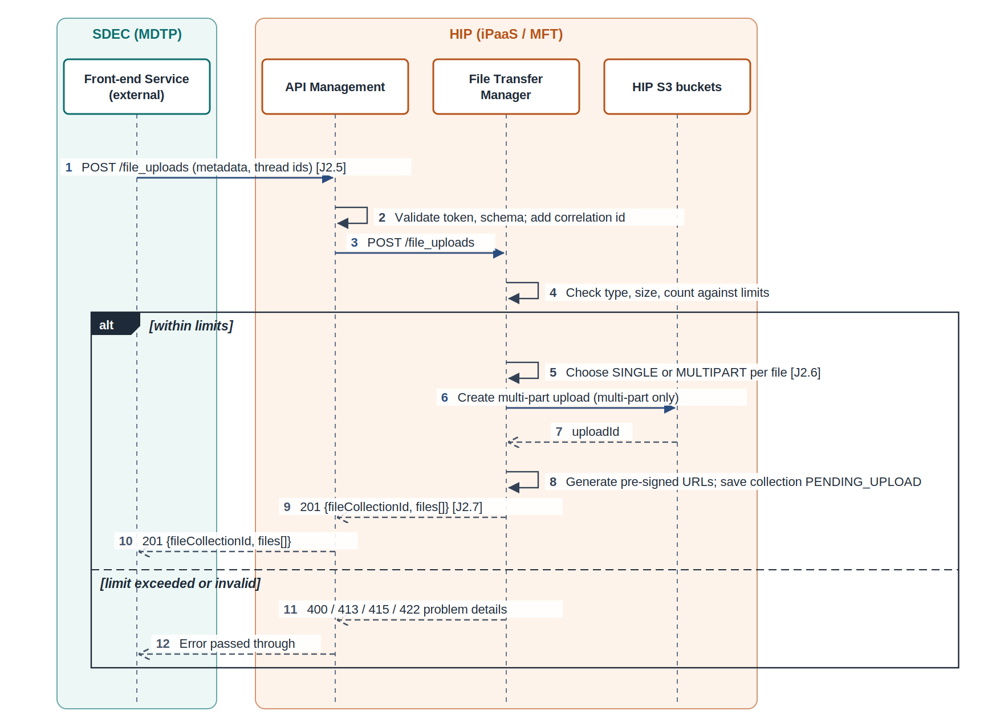 SDEC (MDTP)
HIP (iPaaS / MFT)
Front-end Service
(external)
API Management
File Transfer
Manager
HIP S3 buckets
1 POST /file_uploads (metadata, thread ids) [J2.5]
2 Validate token, schema; add correlation id
3 POST /file_uploads
4 Check type, size, count against limits
alt [within limits]
5 Choose SINGLE or MULTIPART per file [J2.6]
6 Create multi-part upload (multi-part only)
7 uploadId
8 Generate pre-signed URLs; save collection PENDING_UPLOAD
9 201 {fileCollectionId, files[]} [J2.7]
10 201 {fileCollectionId, files[]}
[limit exceeded or invalid]
11 400 / 413 / 415 / 422 problem details
12 Error passed through